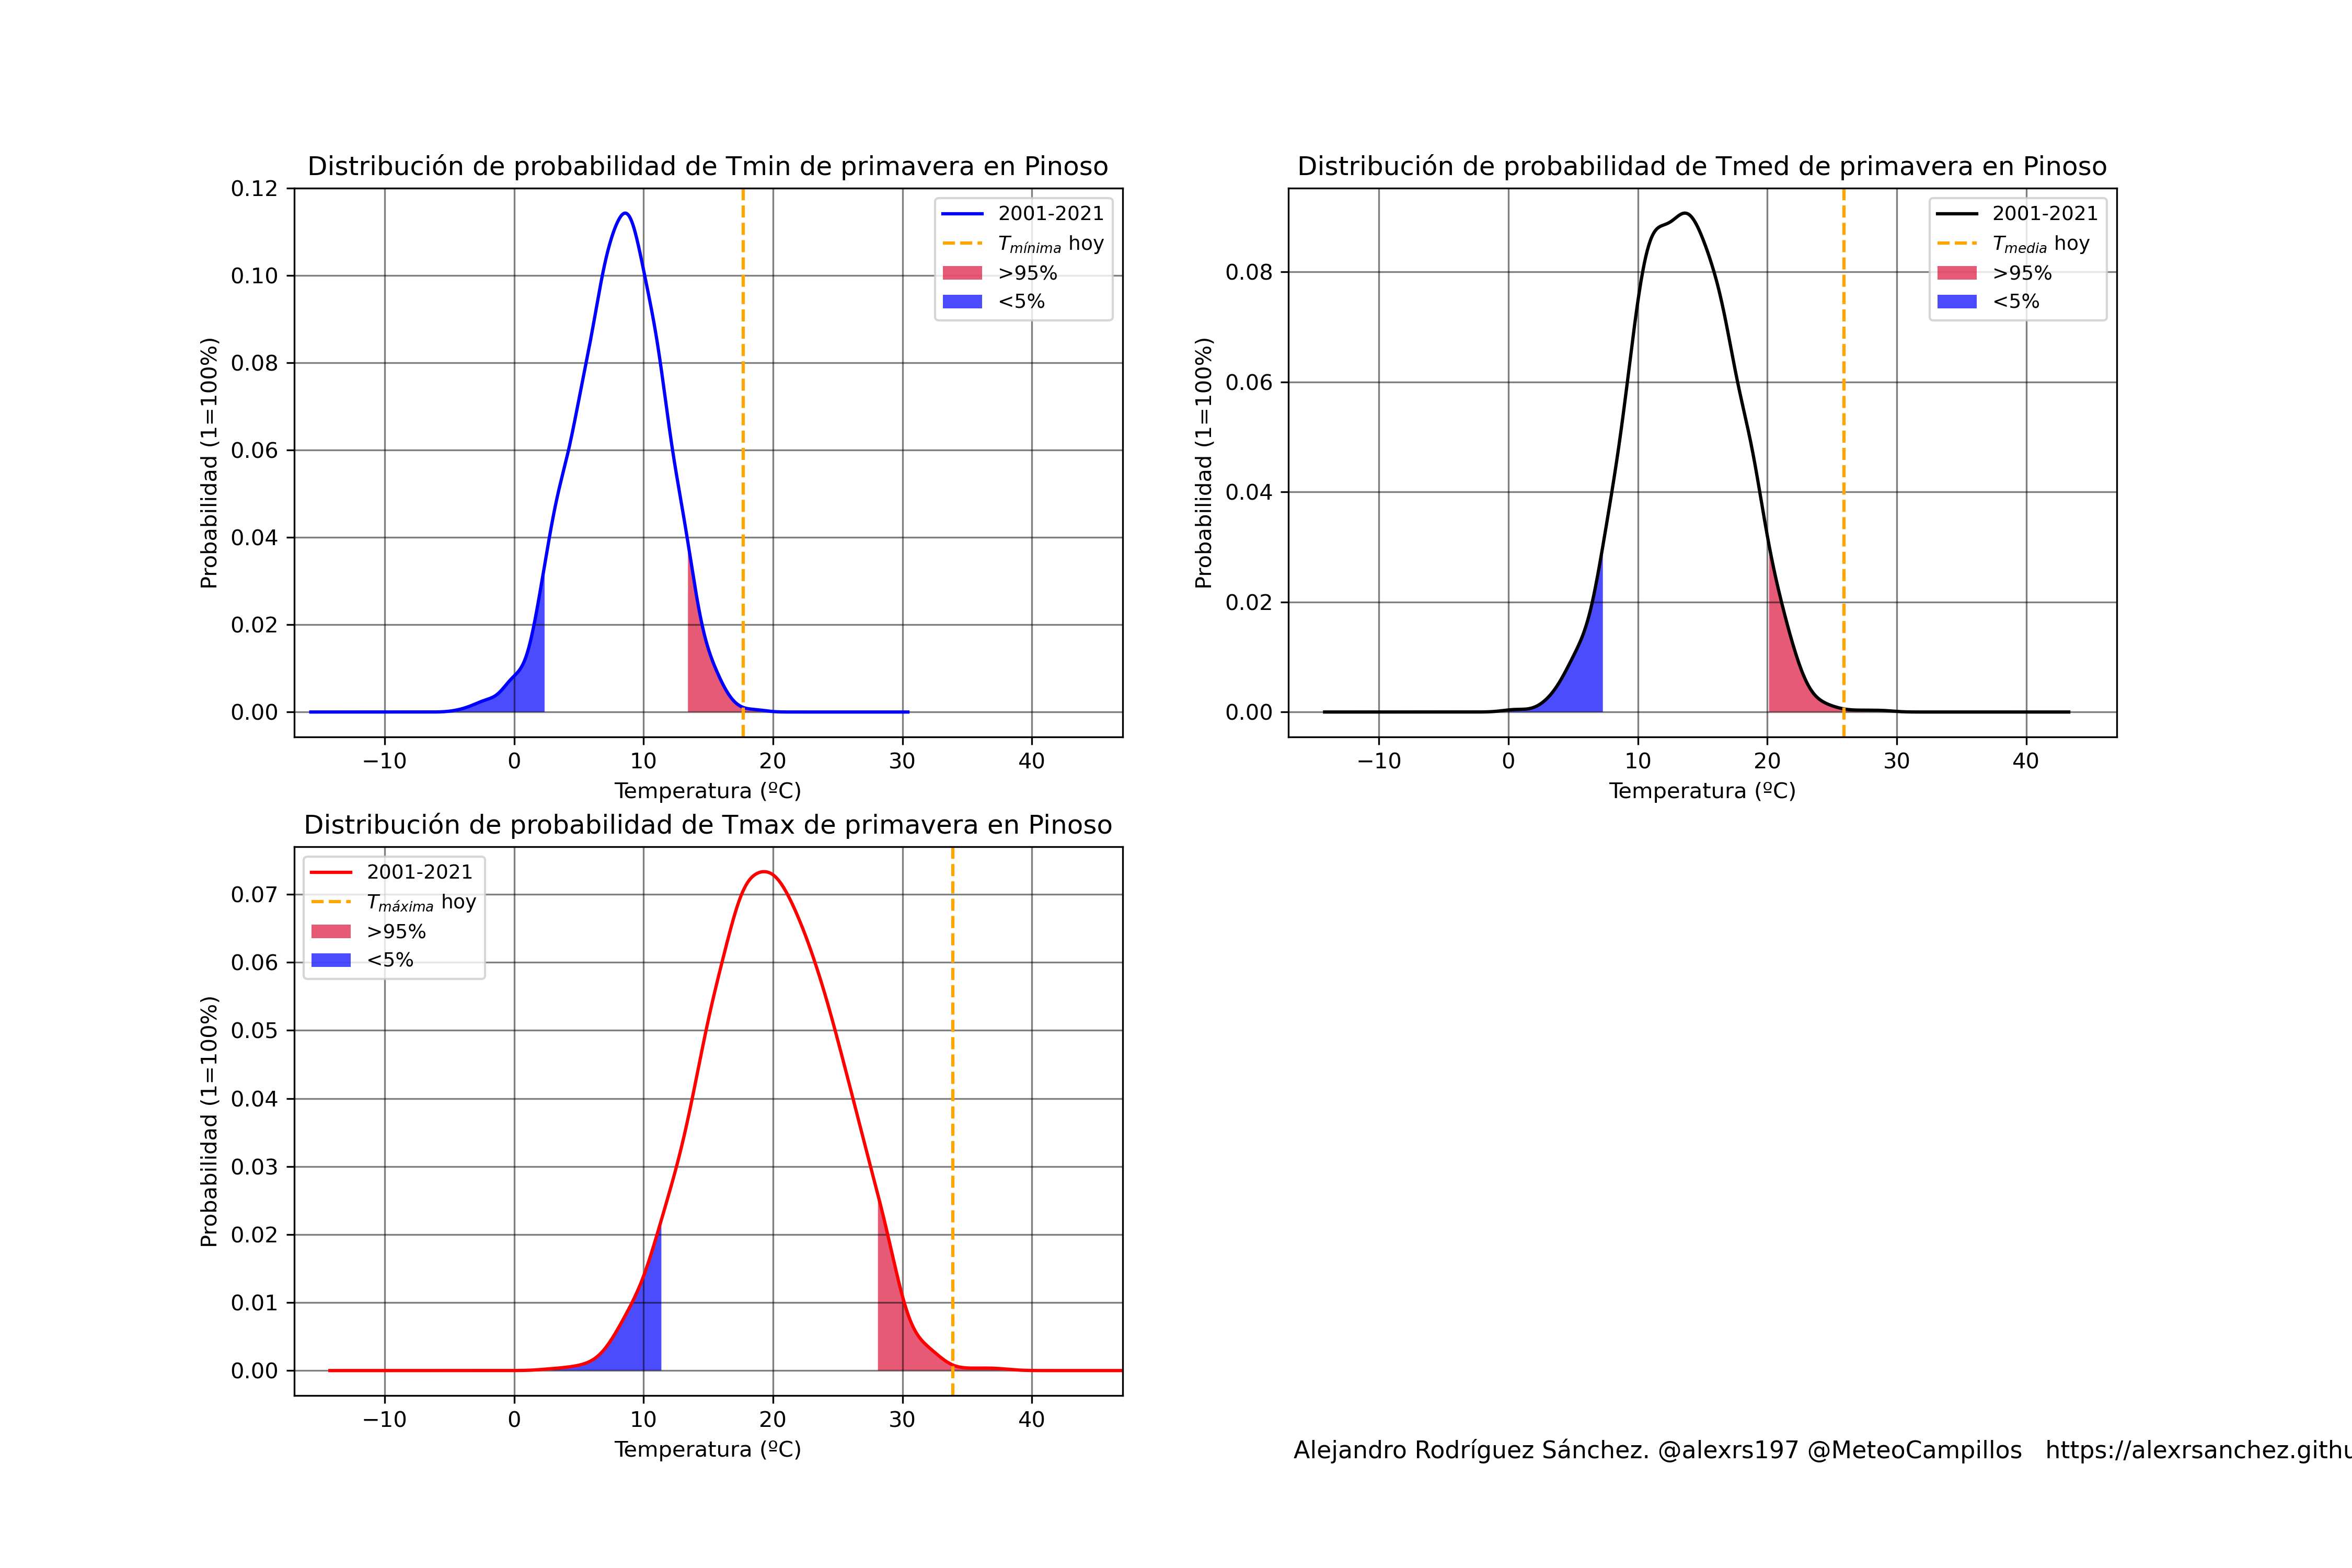 Distribución de probabilidad de Tmin de primavera en Pinoso
0.12
0.10
0.08
0.06
0.04
0.02
0.00
Probabilidad (1=100%)
2001-2021
Tmínima hoy
>95%
<5%
−10 0 10 20 30 40
Temperatura (ºC)
Distribución de probabilidad de Tmed de primavera en Pinoso
0.08
0.06
0.04
0.02
0.00
Probabilidad (1=100%)
2001-2021
Tmedia hoy
>95%
<5%
−10 0 10 20 30 40
Temperatura (ºC)
Distribución de probabilidad de Tmax de primavera en Pinoso
0.07
0.06
0.05
0.04
0.03
0.02
0.01
0.00
Probabilidad (1=100%)
2001-2021
Tmáxima hoy
>95%
<5%
−10 0 10 20 30 40
Temperatura (ºC)
Alejandro Rodríguez Sánchez. @alexrs197 @MeteoCampillos https://alexrsanchez.githu